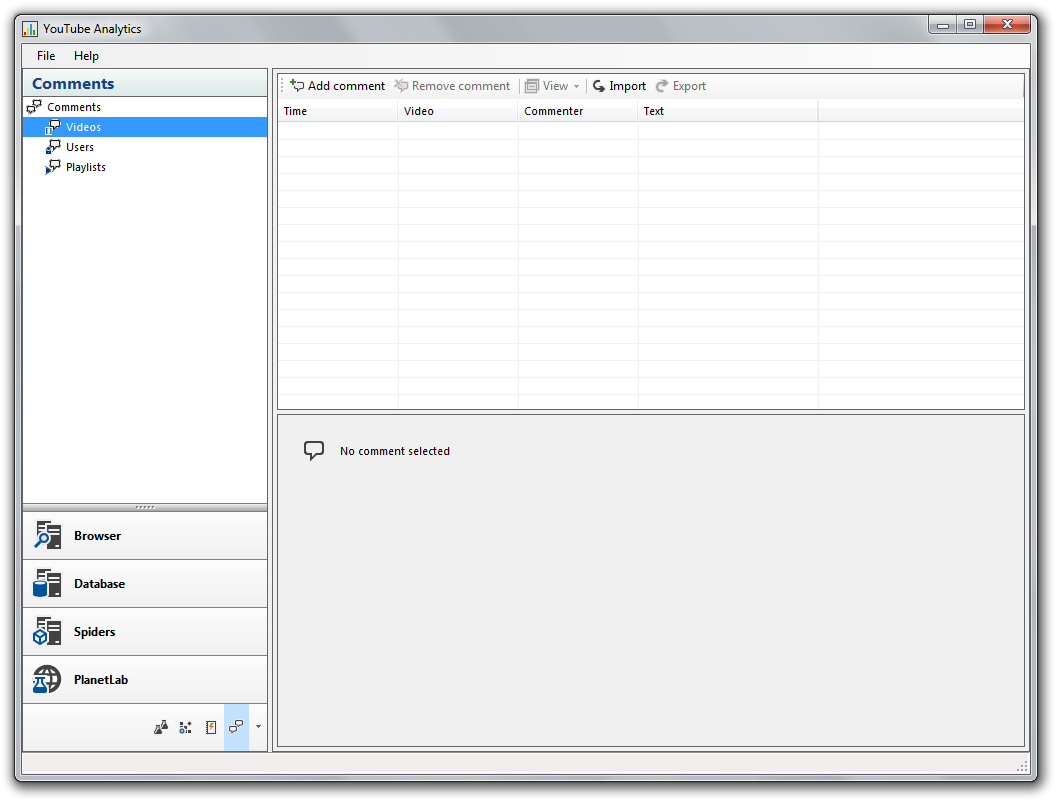 YouTube Analytics
File Help
Comments
Comments
Videos
Users
Playlists
Browser
Database
Spiders
PlanetLab
Add comment Remove comment View Import Export
Time Video Commenter Text
No comment selected